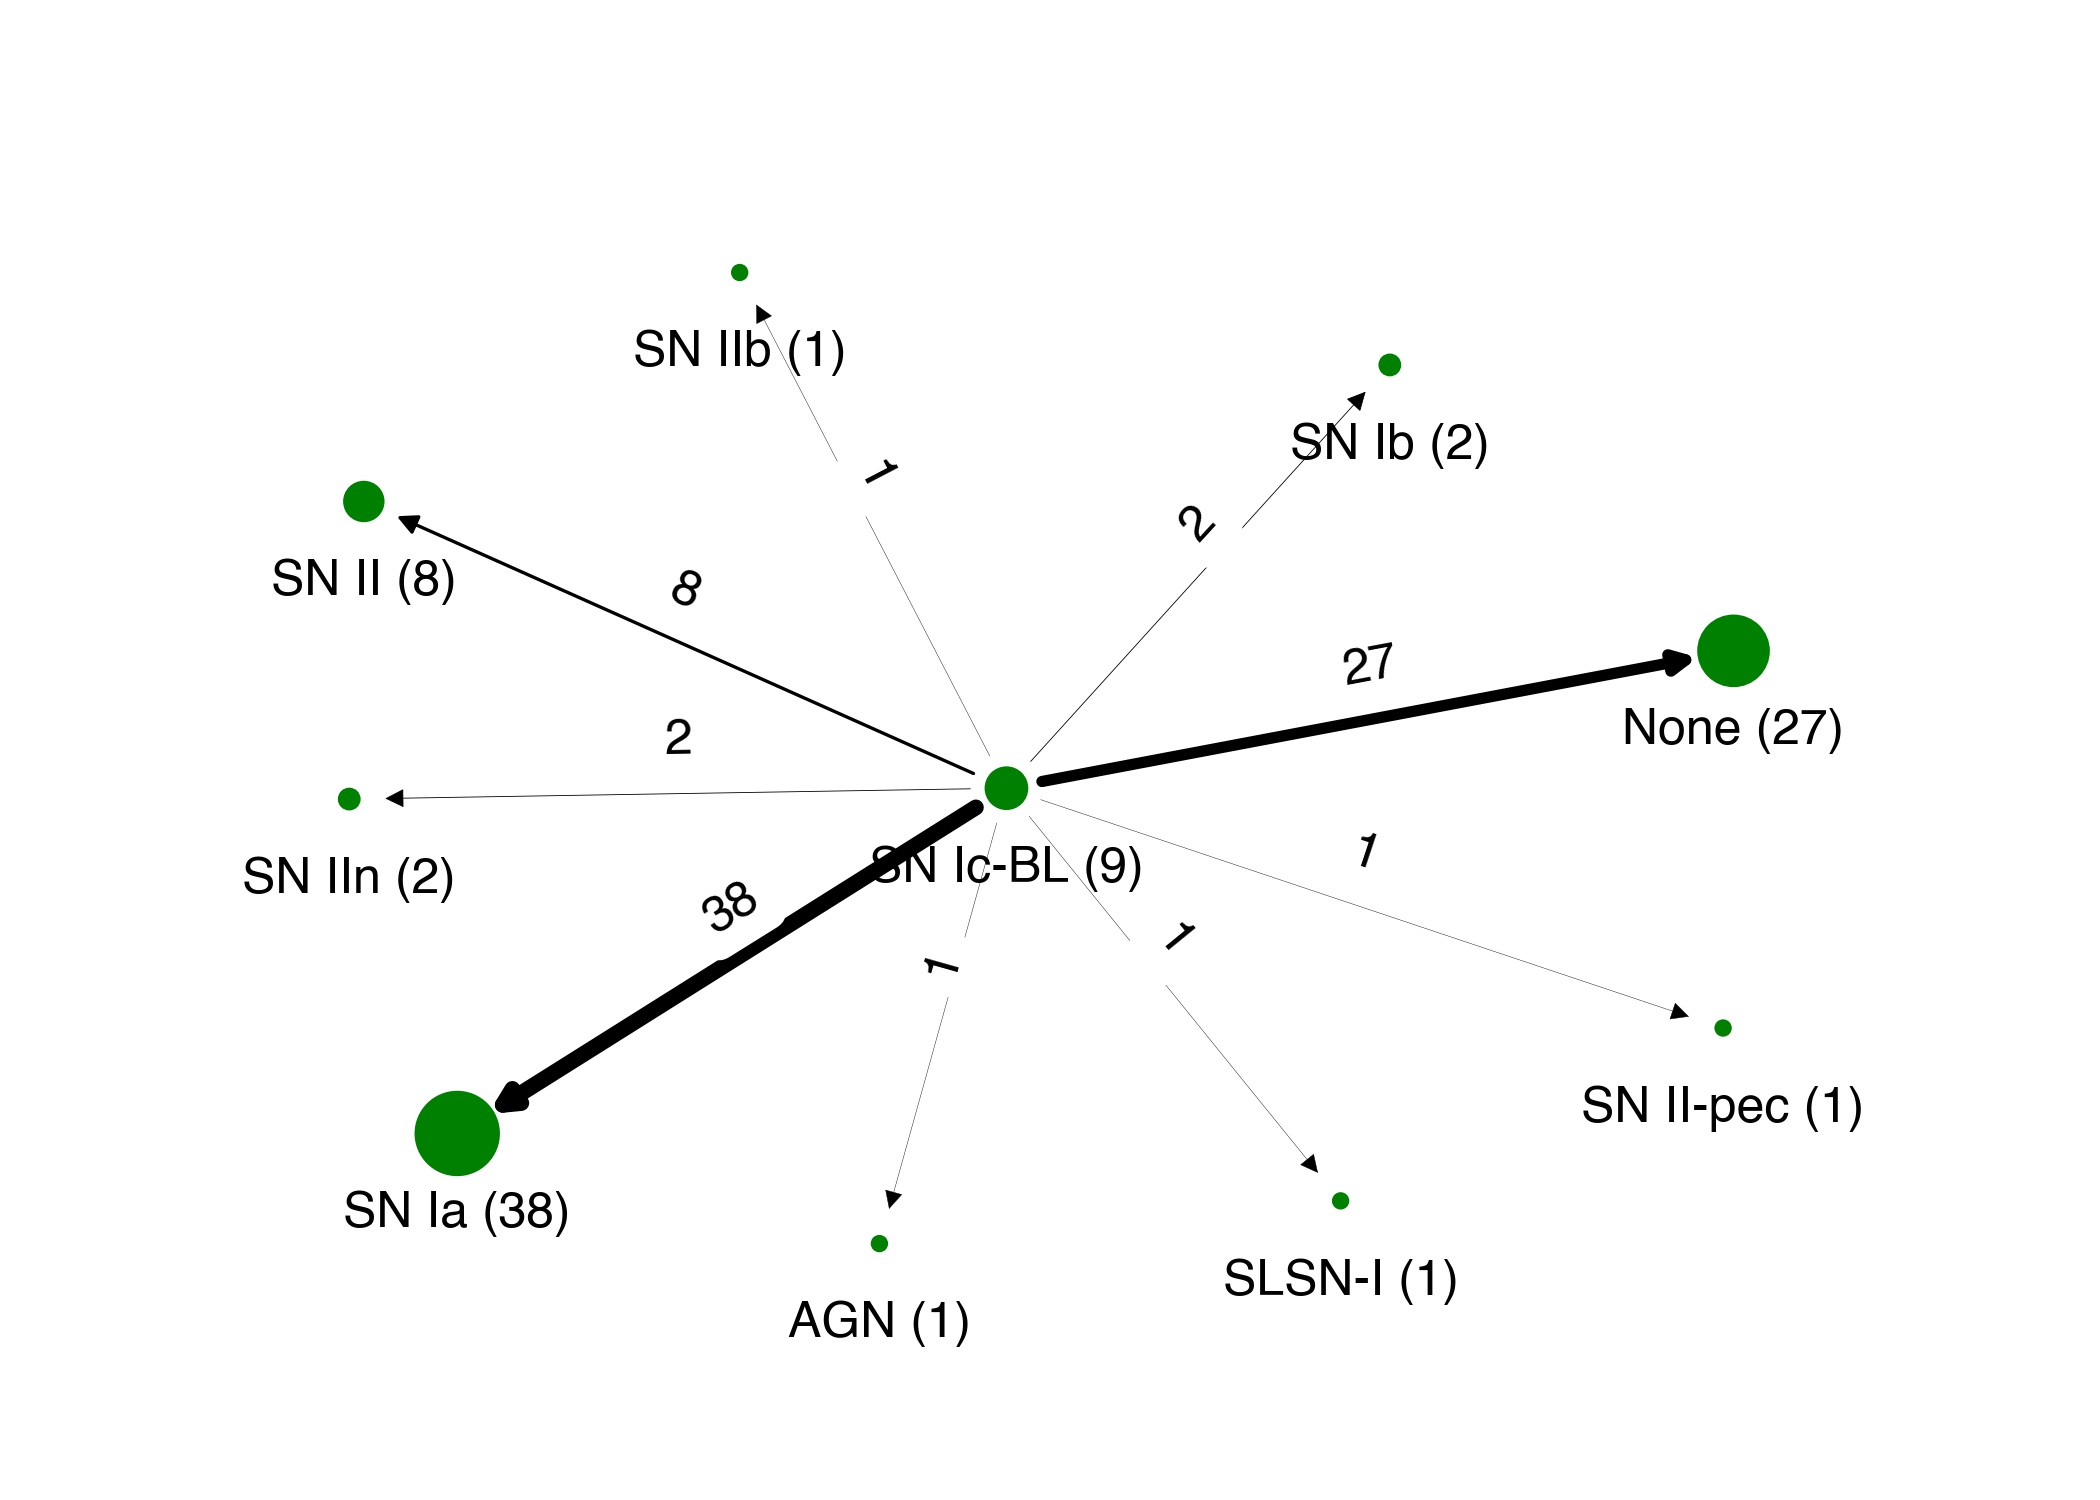 SN IIb (1)
SN Ib (2)
1
2
SN II (8)
8
27
None (27)
2
SN IIn (2)
SN Ic-BL (9)
1
38
1
1
SN II-pec (1)
SN Ia (38)
SLSN-I (1)
AGN (1)